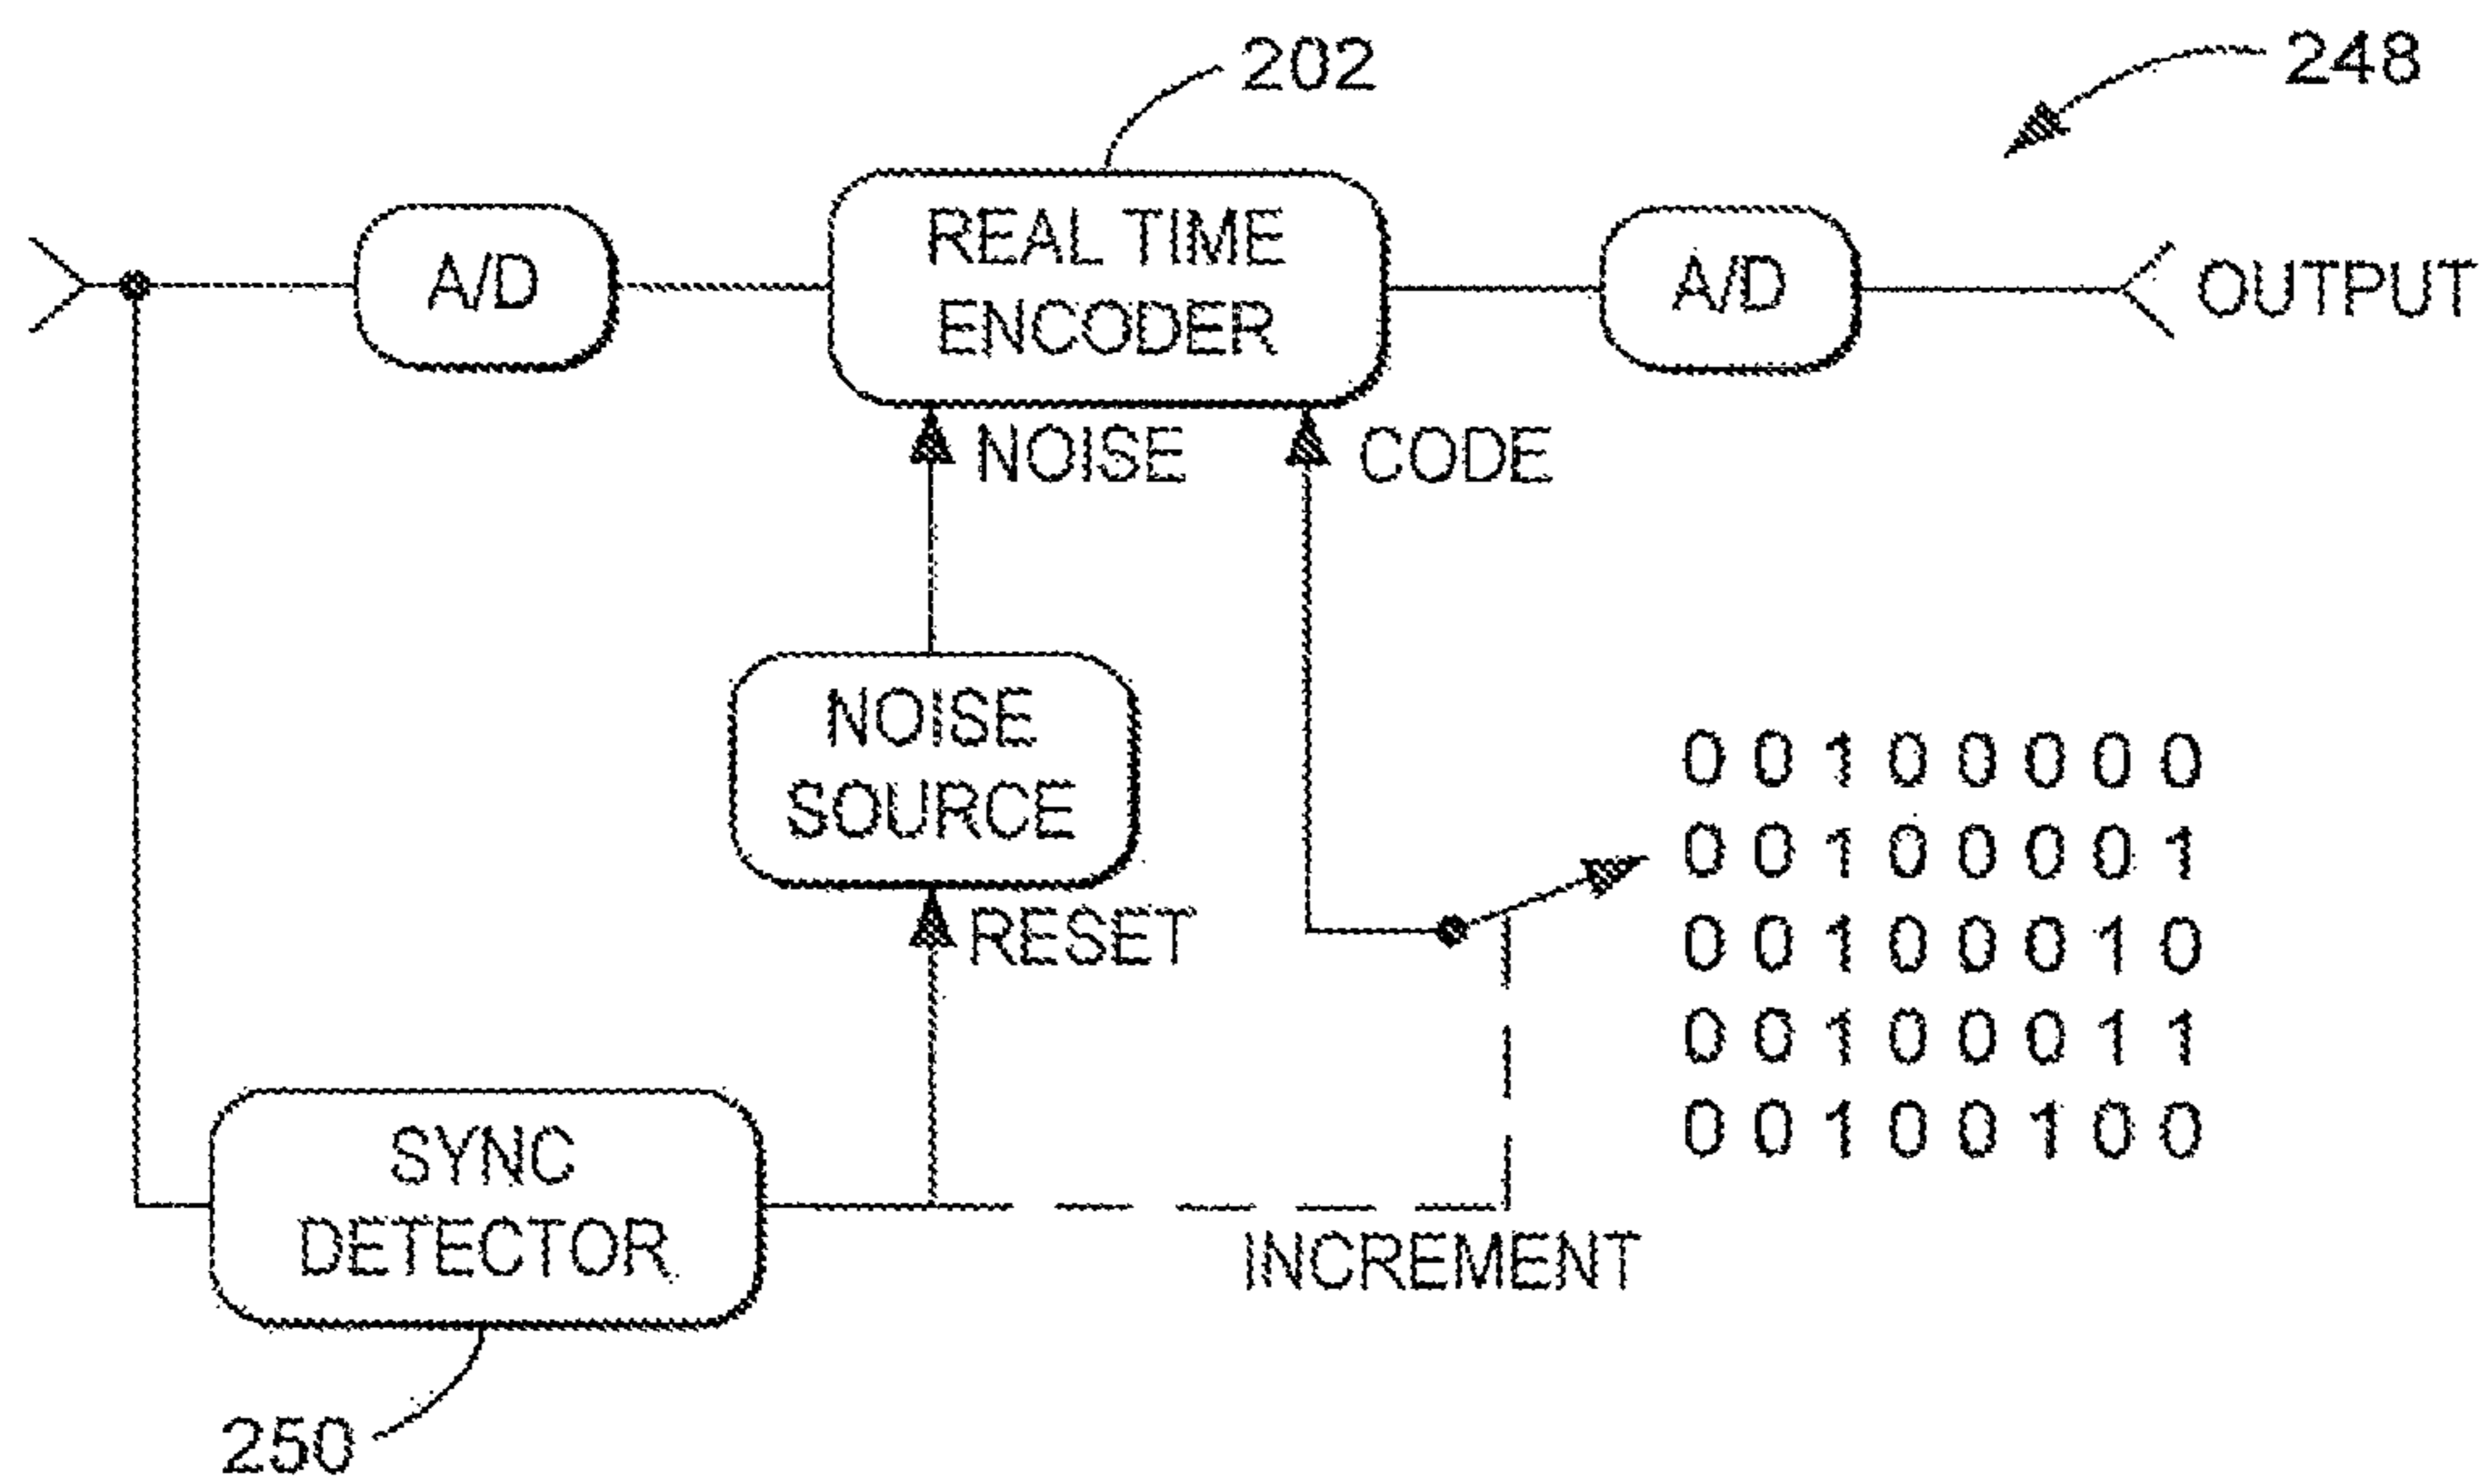 202
248
A/D
REAL TIME
ENCODER
A/D
OUTPUT
NOISE
CODE
NOISE
SOURCE
RESET
0 0 1 0 0 0 0 0
0 0 1 0 0 0 0 1
0 0 1 0 0 0 1 0
0 0 1 0 0 0 1 1
0 0 1 0 0 1 0 0
SYNC
DETECTOR
INCREMENT
250